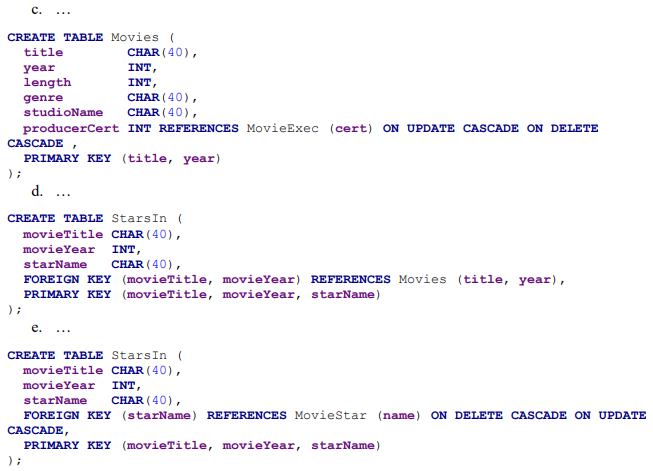 c. ...
CREATE TABLE Movies (
title CHAR(40),
year INT,
length INT,
genre CHAR(40),
studioName CHAR(40),
producerCert INT REFERENCES MovieExec (cert) ON UPDATE CASCADE ON DELETE
CASCADE ,
PRIMARY KEY (title, year)
);
d. ...
CREATE TABLE StarsIn (
movieTitle CHAR(40),
movieYear INT,
starName CHAR(40),
FOREIGN KEY (movieTitle, movieYear) REFERENCES Movies (title, year),
PRIMARY KEY (movieTitle, movieYear, starName)
);
e. ...
CREATE TABLE StarsIn (
movieTitle CHAR(40),
movieYear INT,
starName CHAR(40),
FOREIGN KEY (starName) REFERENCES MovieStar (name) ON DELETE CASCADE ON UPDATE
CASCADE,
PRIMARY KEY (movieTitle, movieYear, starName)
);